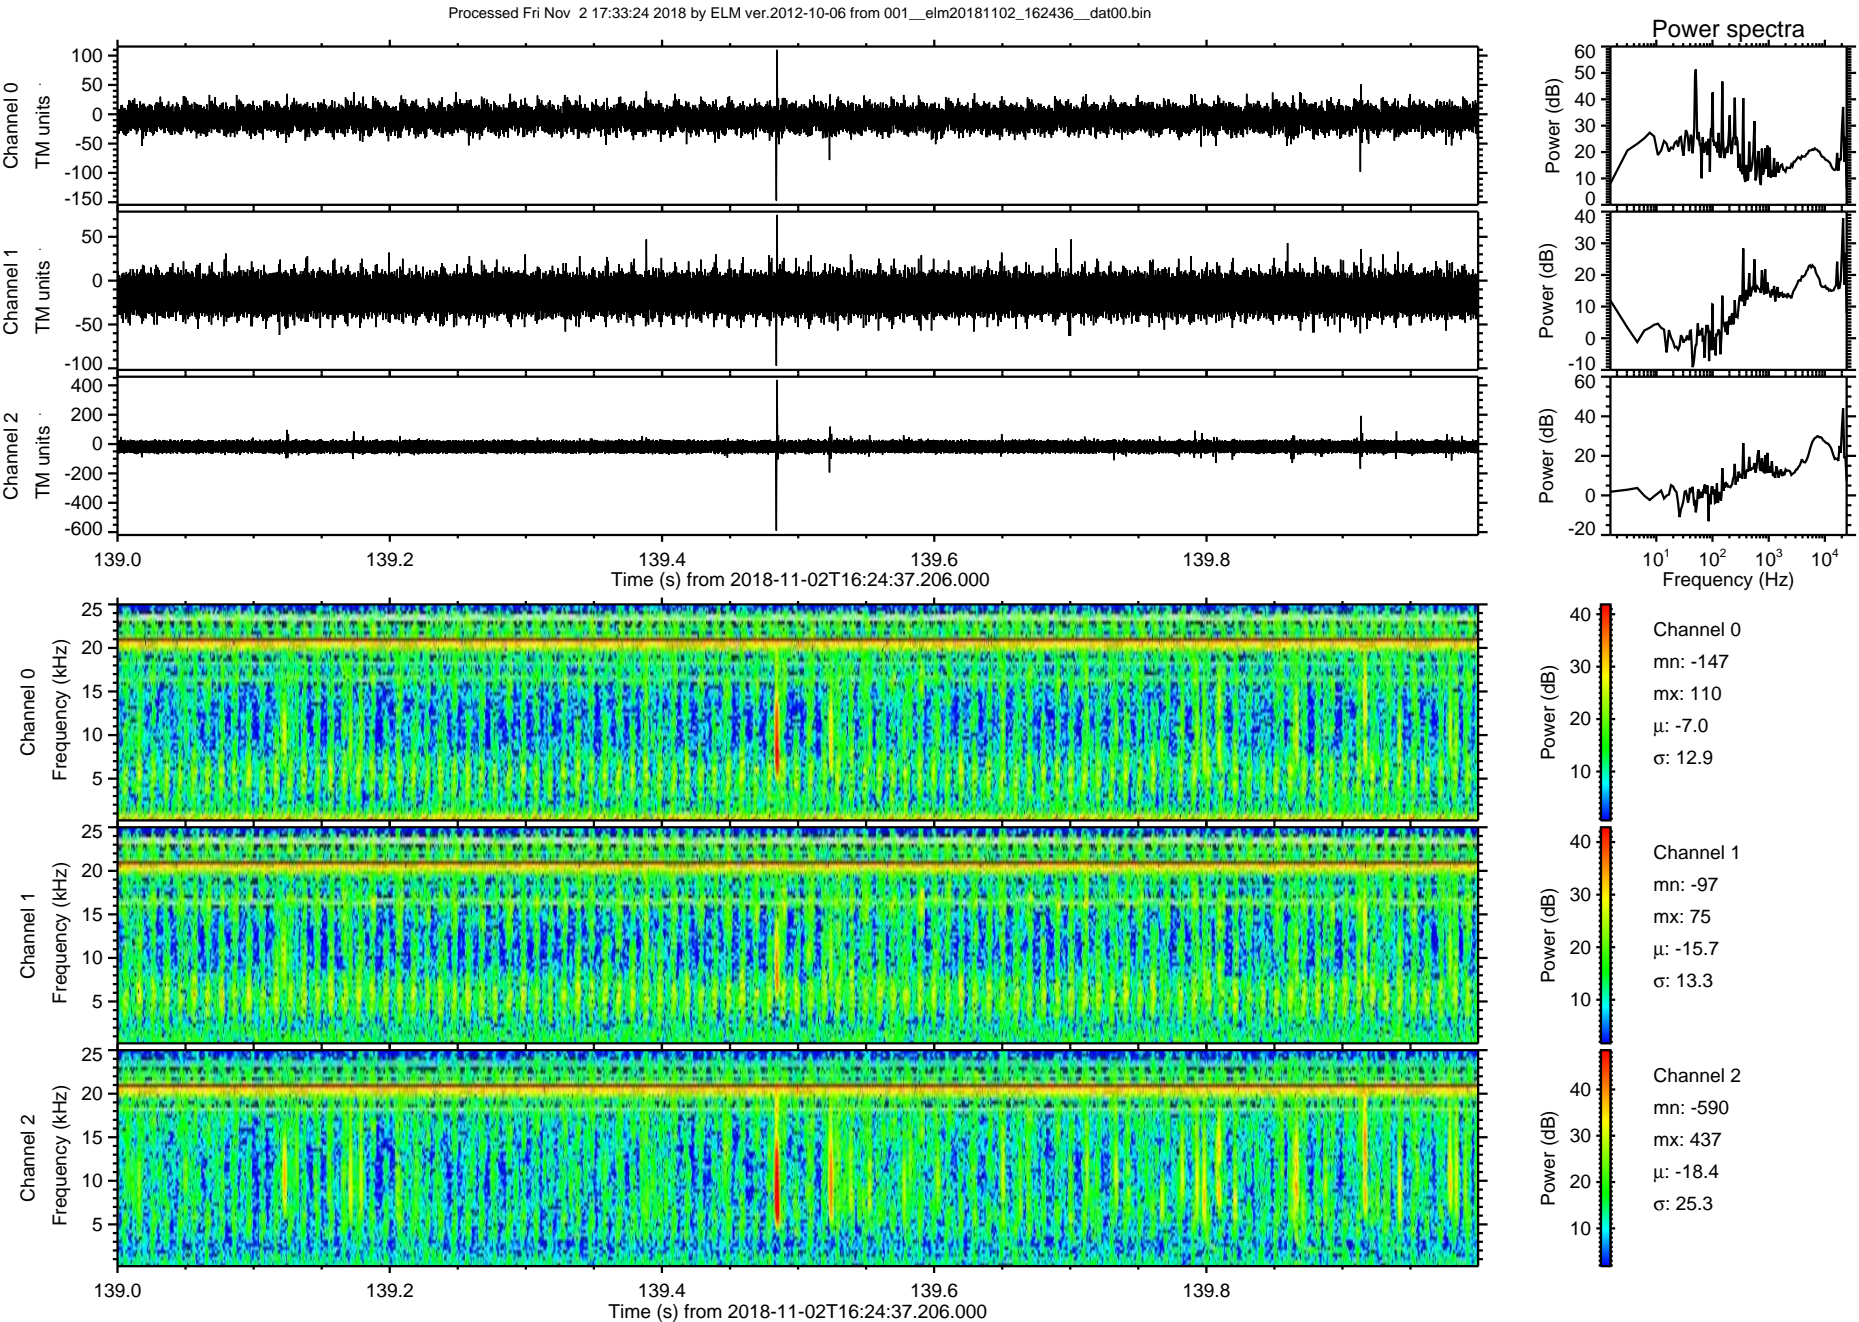 Processed Fri Nov  2 17:33:24 2018 by ELM ver.2012-10-06 from 001__elm20181102_162436__dat00.bin
Power spectra
Channel 0
TM units
100
50
0
-50
-100
-150
Power (dB)
60
50
40
30
20
10
0
Channel 1
TM units
50
0
-50
-100
Power (dB)
40
30
20
10
0
-10
Channel 2
TM units
400
200
0
-200
-400
-600
Power (dB)
60
40
20
0
-20
139.0 139.2 139.4 139.6 139.8
Time (s) from 2018-11-02T16:24:37.206.000
10¹ 10² 10³ 10⁴
Frequency (Hz)
Channel 0
Frequency (kHz)
25
20
15
10
5
Power (dB)
40
30
20
10
Channel 0
mn: -147
mx: 110
μ: -7.0
σ: 12.9
Channel 1
Frequency (kHz)
25
20
15
10
5
Power (dB)
40
30
20
10
Channel 1
mn: -97
mx: 75
μ: -15.7
σ: 13.3
Channel 2
Frequency (kHz)
25
20
15
10
5
Power (dB)
40
30
20
10
Channel 2
mn: -590
mx: 437
μ: -18.4
σ: 25.3
139.0 139.2 139.4 139.6 139.8
Time (s) from 2018-11-02T16:24:37.206.000